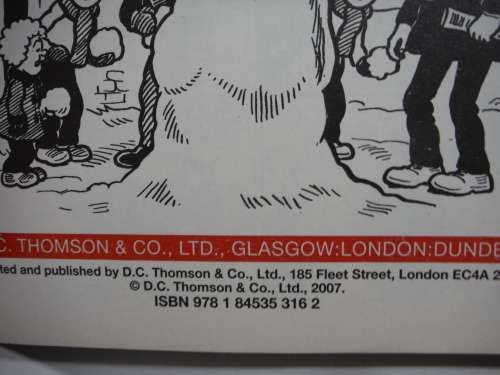 C. THOMSON & CO., LTD., GLASGOW:LONDON:DUNDE
ted and published by D.C. Thomson & Co., Ltd., 185 Fleet Street, London EC4A 2
© D.C. Thomson & Co., Ltd., 2007.
ISBN 978 1 84535 316 2